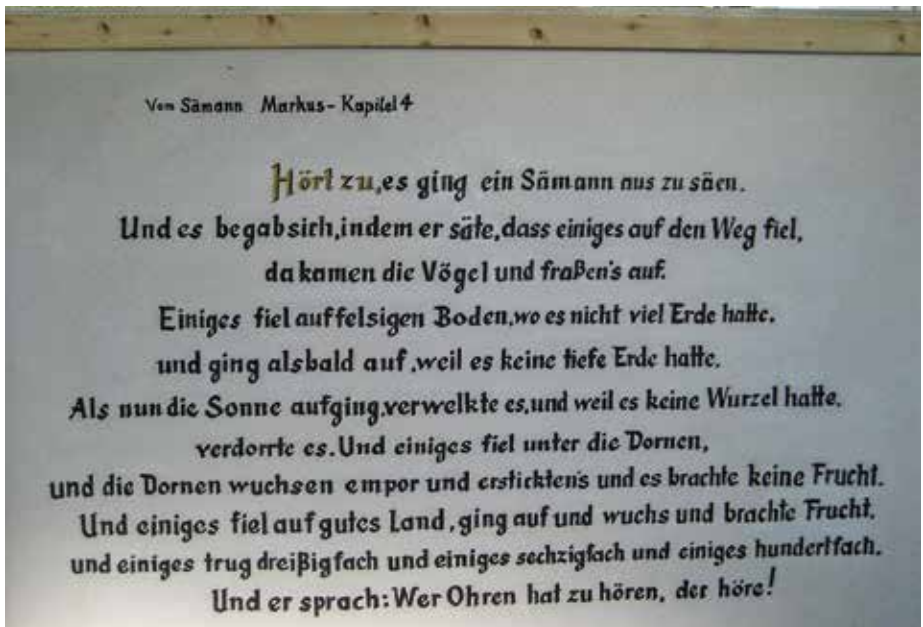 Vom Sämann Markus-Kapitel 4
Hört zu, es ging ein Sämann aus zu säen.
Und es begab sich, indem er säte, dass einiges auf den Weg fiel,
da kamen die Vögel und fraßen's auf.
Einiges fiel auf felsigen Boden, wo es nicht viel Erde hatte,
und ging alsbald auf, weil es keine tiefe Erde hatte.
Als nun die Sonne aufging, verwelkte es, und weil es keine Wurzel hatte,
verdorrte es. Und einiges fiel unter die Dornen,
und die Dornen wuchsen empor und erstickten's und es brachte keine Frucht.
Und einiges fiel auf gutes Land, ging auf und wuchs und brachte Frucht,
und einiges trug dreißigfach und einiges sechzigfach und einiges hundertfach.
Und er sprach: Wer Ohren hat zu hören, der höre!